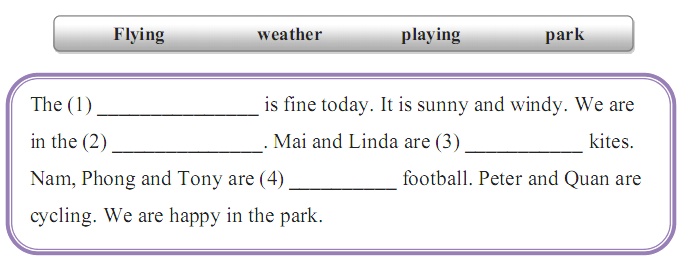 Flying weather playing park
The (1) _______________ is fine today. It is sunny and windy. We are
in the (2) ______________. Mai and Linda are (3) ___________ kites.
Nam, Phong and Tony are (4) __________ football. Peter and Quan are
cycling. We are happy in the park.